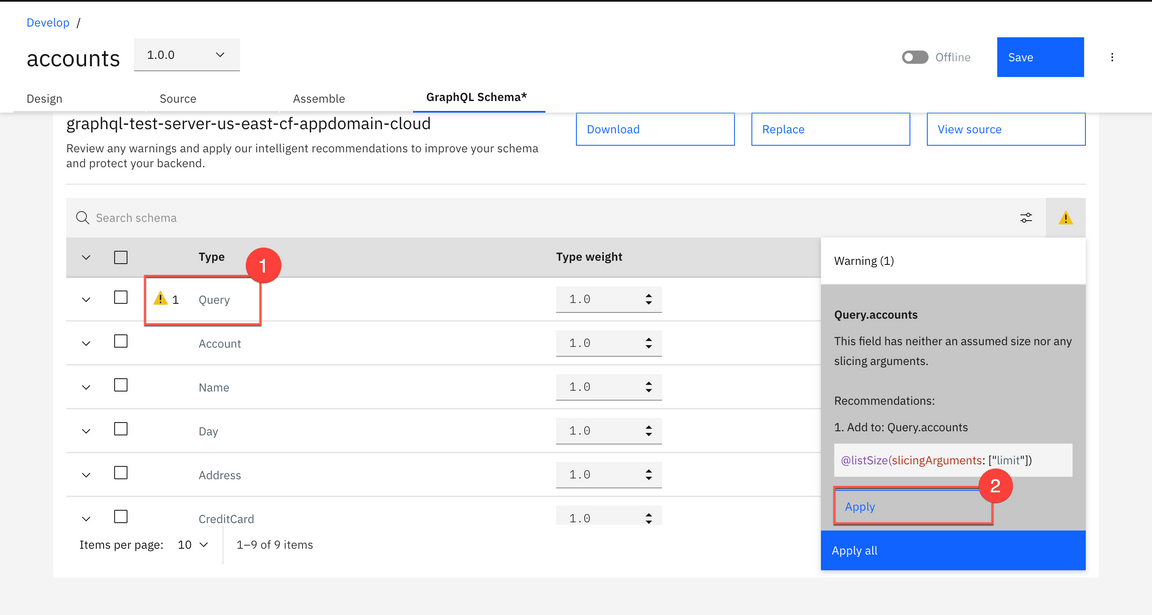 Develop /
accounts 1.0.0 Offline Save
Design Source Assemble GraphQL Schema*
graphql-test-server-us-east-cf-appdomain-cloud Download Replace View source
Review any warnings and apply our intelligent recommendations to improve your schema
and protect your backend.
Search schema
Type Type weight
1
Warning (1)
1 Query 1.0
Query.accounts
This field has neither an assumed size nor any
slicing arguments.
Account 1.0
Name 1.0
Recommendations:
1. Add to: Query.accounts
Day 1.0
@listSize(slicingArguments: ["limit"])
Address 1.0
2
Apply
CreditCard 1.0
Items per page: 10 1–9 of 9 items
Apply all